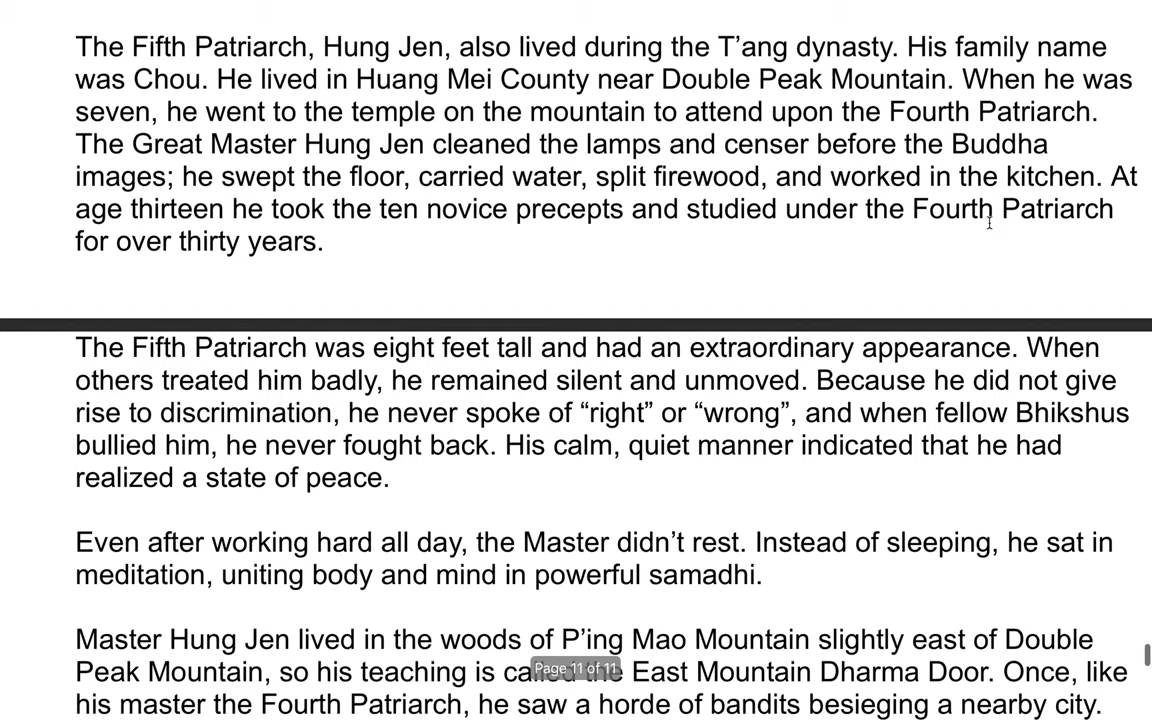 The Fifth Patriarch, Hung Jen, also lived during the T’ang dynasty. His family name
was Chou. He lived in Huang Mei County near Double Peak Mountain. When he was
seven, he went to the temple on the mountain to attend upon the Fourth Patriarch.
The Great Master Hung Jen cleaned the lamps and censer before the Buddha
images; he swept the floor, carried water, split firewood, and worked in the kitchen. At
age thirteen he took the ten novice precepts and studied under the Fourth Patriarch
for over thirty years.
The Fifth Patriarch was eight feet tall and had an extraordinary appearance. When
others treated him badly, he remained silent and unmoved. Because he did not give
rise to discrimination, he never spoke of “right” or “wrong”, and when fellow Bhikshus
bullied him, he never fought back. His calm, quiet manner indicated that he had
realized a state of peace.
Even after working hard all day, the Master didn’t rest. Instead of sleeping, he sat in
meditation, uniting body and mind in powerful samadhi.
Master Hung Jen lived in the woods of P’ing Mao Mountain slightly east of Double
Peak Mountain, so his teaching is called the East Mountain Dharma Door. Once, like
Page 11 of 11
his master the Fourth Patriarch, he saw a horde of bandits besieging a nearby city.